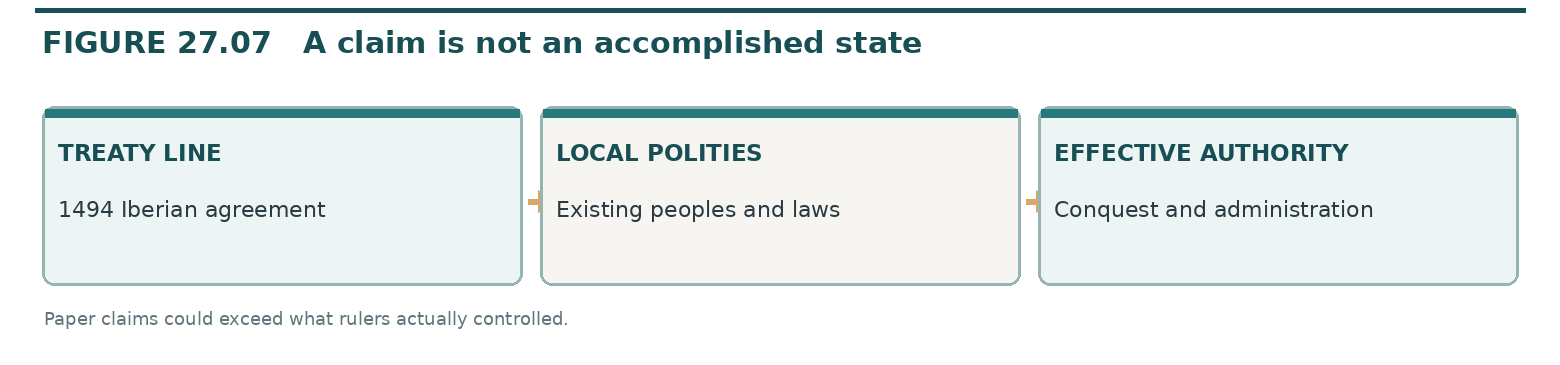 FIGURE 27.07 A claim is not an accomplished state
TREATY LINE
1494 Iberian agreement
LOCAL POLITIES
Existing peoples and laws
EFFECTIVE AUTHORITY
Conquest and administration
Paper claims could exceed what rulers actually controlled.